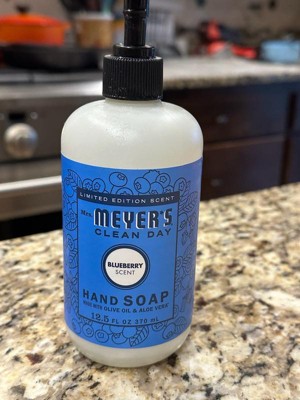 LIMITED EDITION SCENT
Mrs. MEYER'S
CLEAN DAY
BLUEBERRY
SCENT
HAND SOAP
WITH OLIVE OIL & ALOE VERA
12.5 FL OZ 370 mL